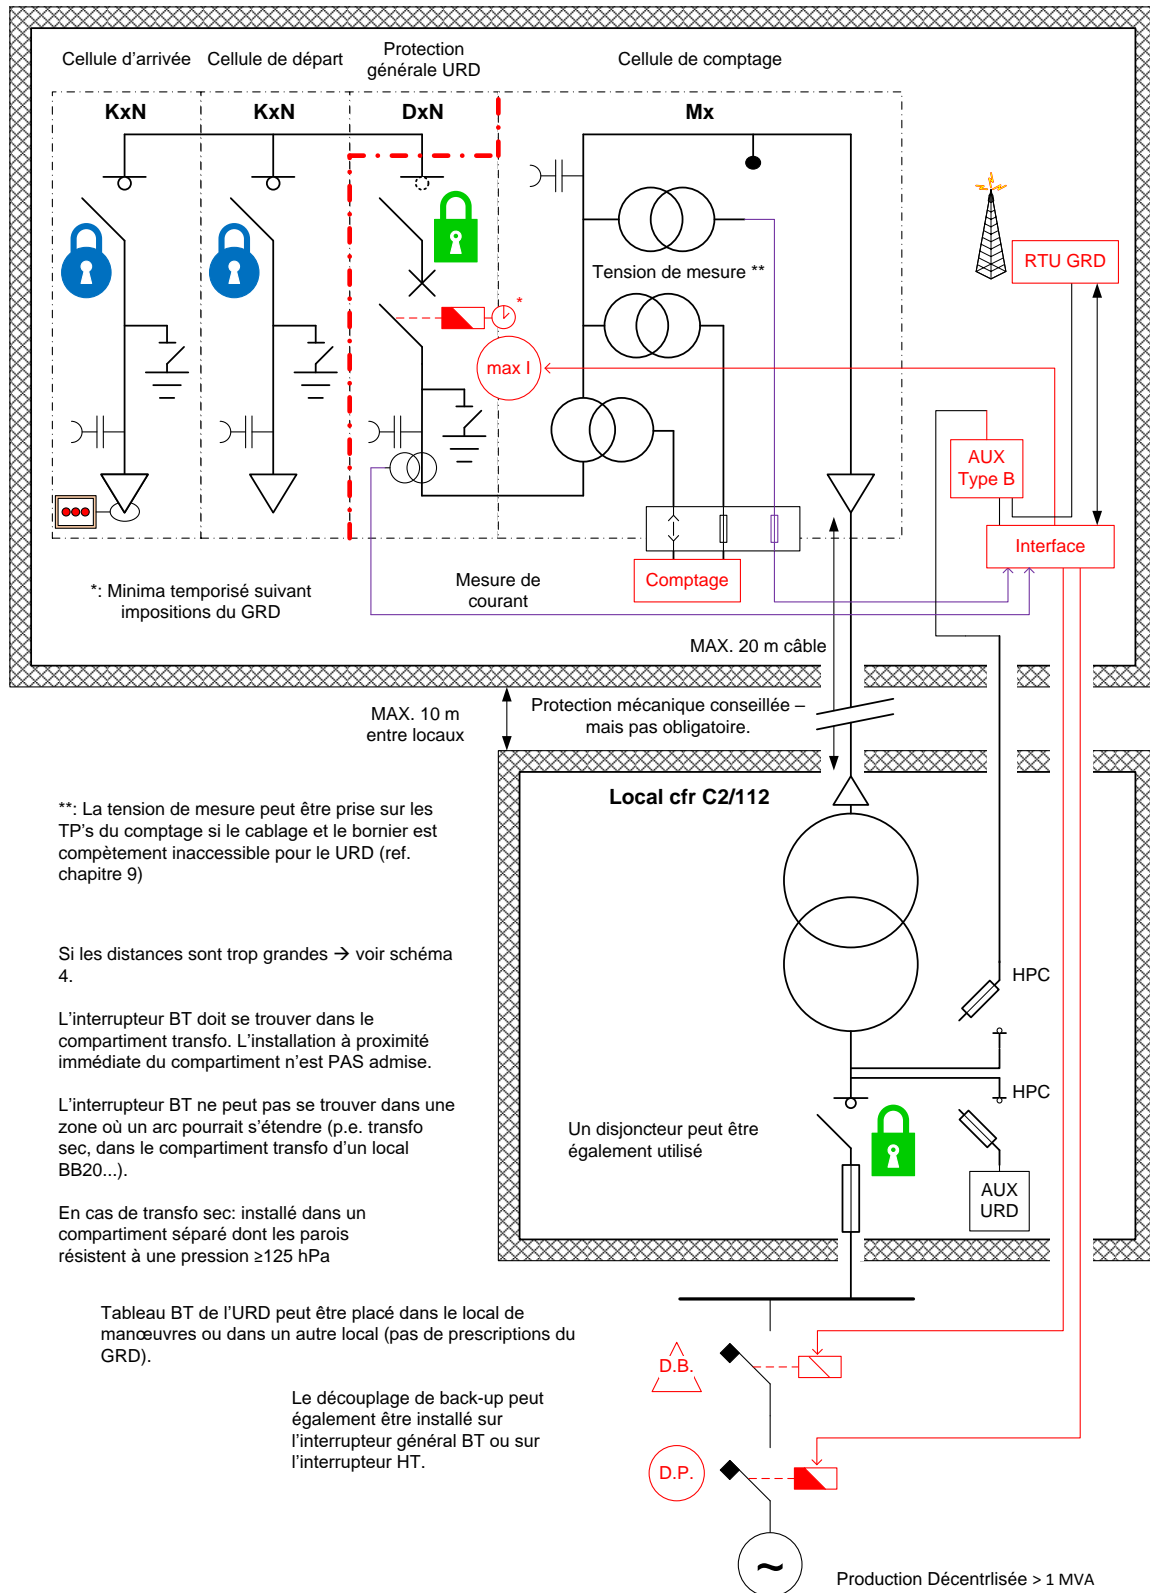 Cellule d'arrivée
Cellule de départ
Protection
générale URD
Cellule de comptage
KxN
KxN
DxN
Mx
Tension de mesure **
*
max I
RTU GRD
AUX
Type B
Interface
Comptage
*: Minima temporisé suivant
impositions du GRD
Mesure de
courant
MAX. 20 m câble
MAX. 10 m
entre locaux
Protection mécanique conseillée –
mais pas obligatoire.
Local cfr C2/112
**: La tension de mesure peut être prise sur les
TP's du comptage si le cablage et le bornier est
compètement inaccessible pour le URD (ref.
chapitre 9)
Si les distances sont trop grandes → voir schéma
4.
L'interrupteur BT doit se trouver dans le
compartiment transfo. L'installation à proximité
immédiate du compartiment n'est PAS admise.
L'interrupteur BT ne peut pas se trouver dans une
zone où un arc pourrait s'étendre (p.e. transfo
sec, dans le compartiment transfo d'un local
BB20...).
En cas de transfo sec: installé dans un
compartiment séparé dont les parois
résistent à une pression ≥125 hPa
HPC
HPC
Un disjoncteur peut être
également utilisé
AUX
URD
Tableau BT de l'URD peut être placé dans le local de
manœuvres ou dans un autre local (pas de prescriptions du
GRD).
D.B.
Le découplage de back-up peut
également être installé sur
l'interrupteur général BT ou sur
l'interrupteur HT.
D.P.
~
Production Décentrlisée > 1 MVA